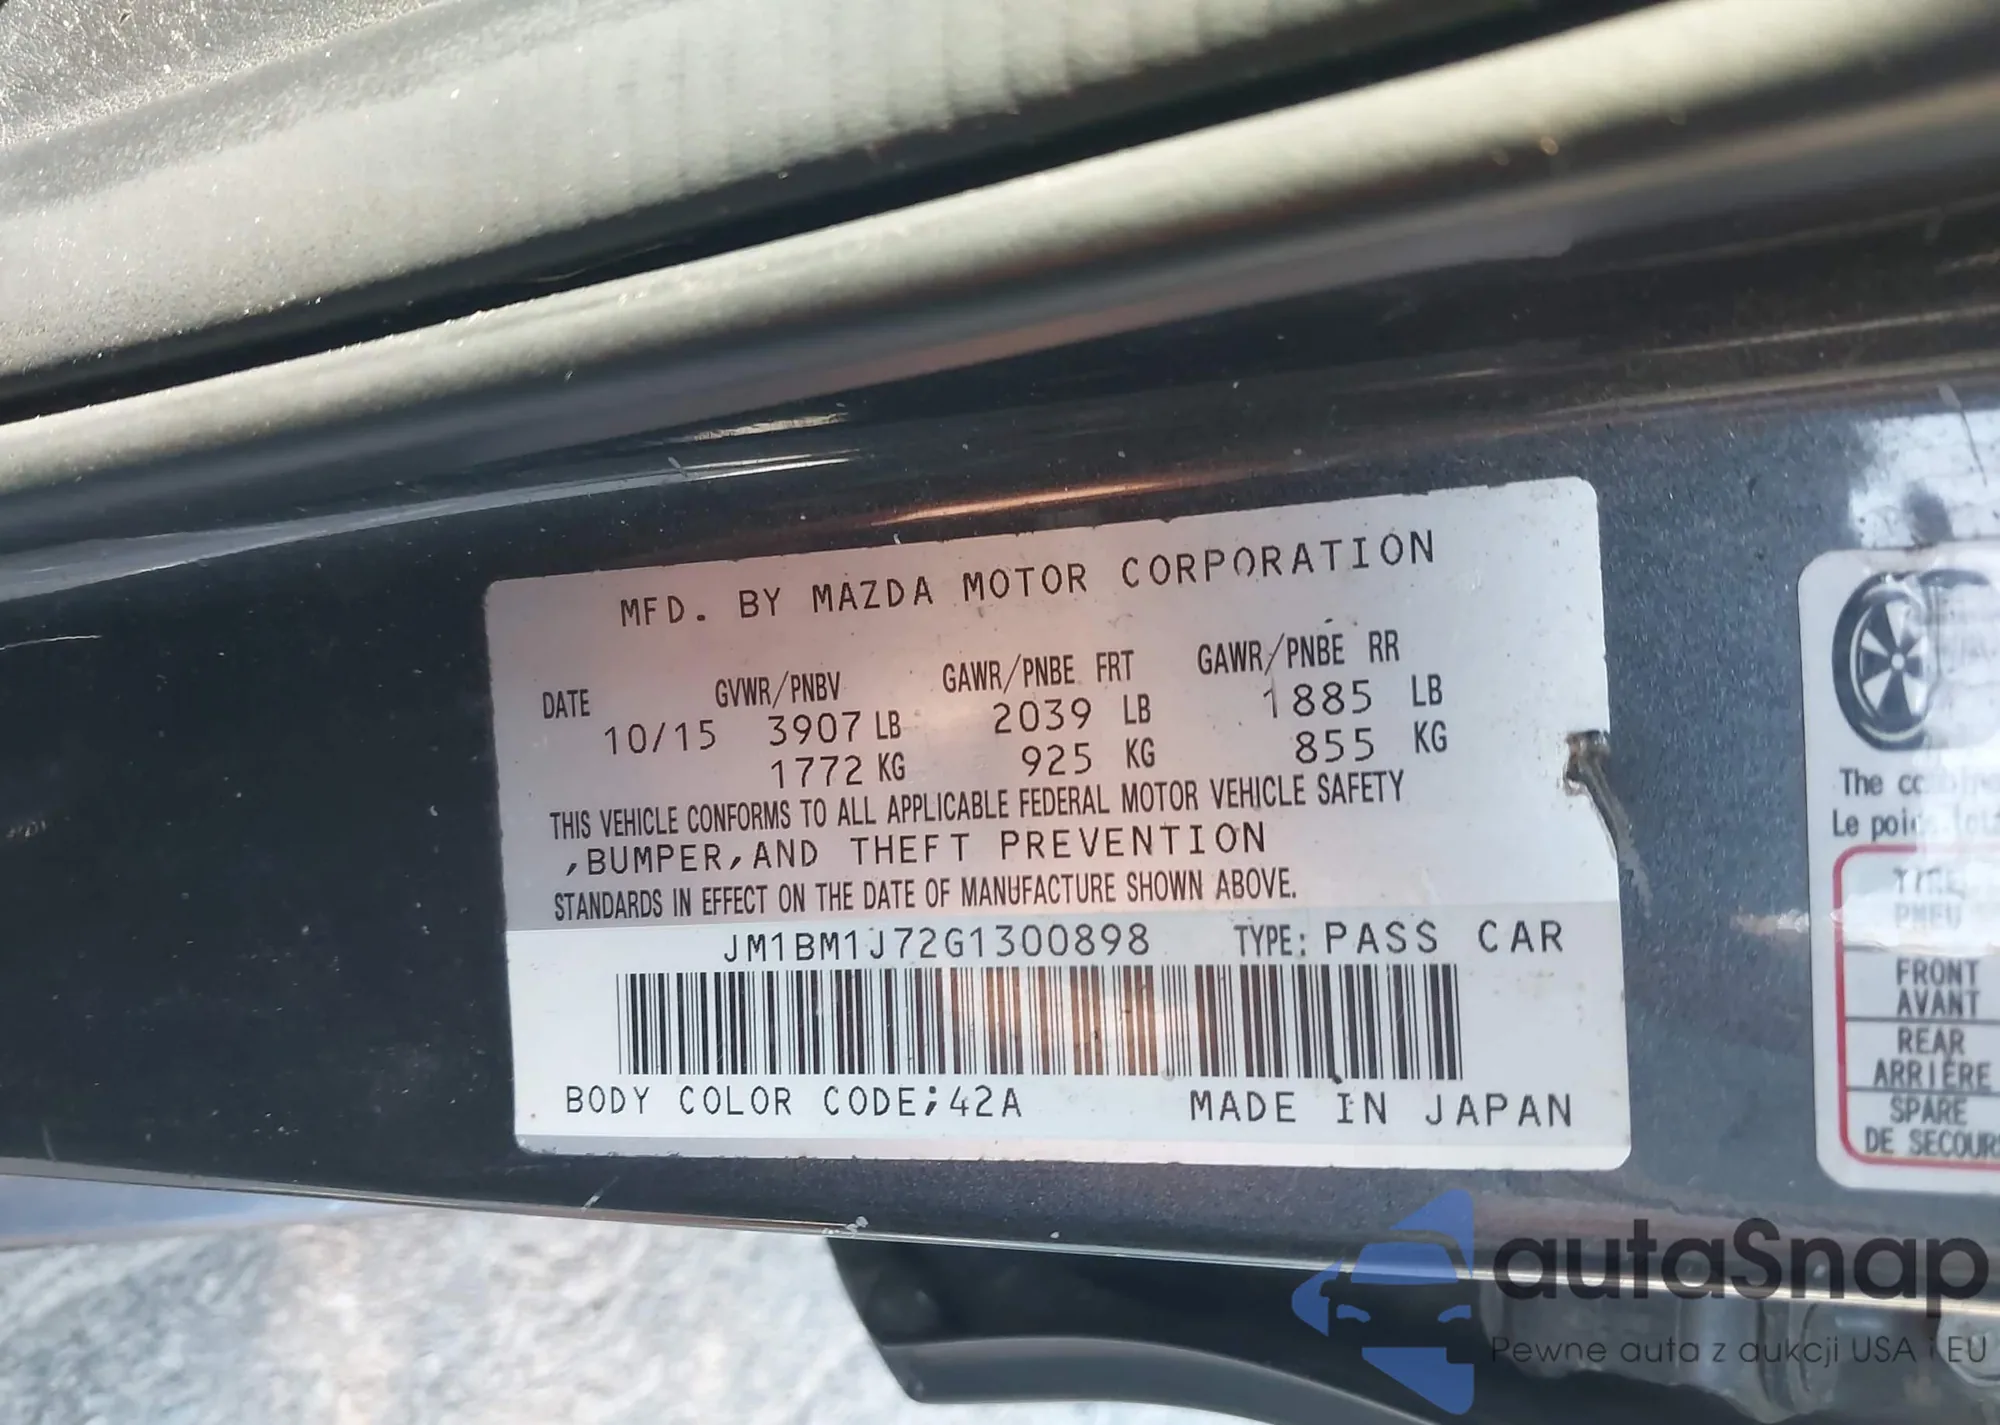 MFD. BY MAZDA MOTOR CORPORATION
DATE GVWR/PNBV GAWR/PNBE FRT GAWR/PNBE RR
10/15 3907 LB 2039 LB 1885 LB
1772 KG 925 KG 855 KG
THIS VEHICLE CONFORMS TO ALL APPLICABLE FEDERAL MOTOR VEHICLE SAFETY
,BUMPER,AND THEFT PREVENTION
STANDARDS IN EFFECT ON THE DATE OF MANUFACTURE SHOWN ABOVE.
JM1BM1J72G1300898 TYPE: PASS CAR
BODY COLOR CODE;42A MADE IN JAPAN
The
Le
TIRE
PNEU
FRONT
AVANT
REAR
ARRIÈRE
SPARE
DE SECOURS
autaSnap
Pewne auta z aukcji USA i EU